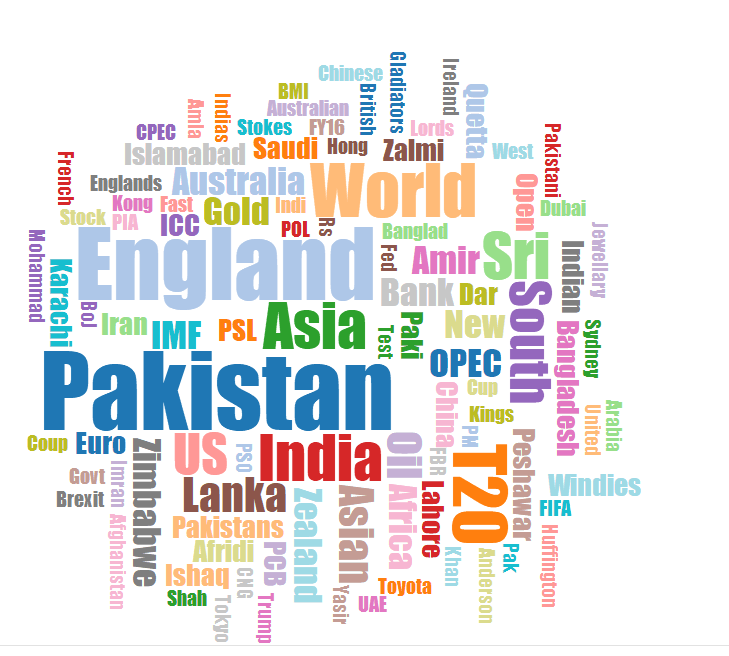 Chinese
Gladiators
Ireland
BMI
British
Quetta
Amla
Indias
Australian
CPEC
Stokes
FY16
Lords
Pakistani
Islamabad
Saudi
Hong
Zalmi
West
French
Englands
Australia
World
Open
Kong
Fast
Gold
Indi
Dubai
Stock
PIA
ICC
POL
Rs
Banglad
Jewellary
Mohammad
England
Fed
Amir
Sri
Indian
Karachi
Bank
Dar
South
BoJ
Iran
IMF
PSL
Asia
Test
Paki
New
Bangladesh
Sydney
Pakistan
OPEC
China
Cup
Kings
United
Arabia
Coup
Euro
Zimbabwe
US
PSO
India
Oil
FBR
PM
T20
Peshawar
Govt
Imran
Brexit
Lanka
Zealand
Asian
Africa
Lahore
Windies
FIFA
Afghanistan
Pakistans
Afridi
PCB
Khan
Anderson
Pak
Huffington
Ishaq
CNG
Shah
Tokyo
Trump
Yasir
UAE
Toyota